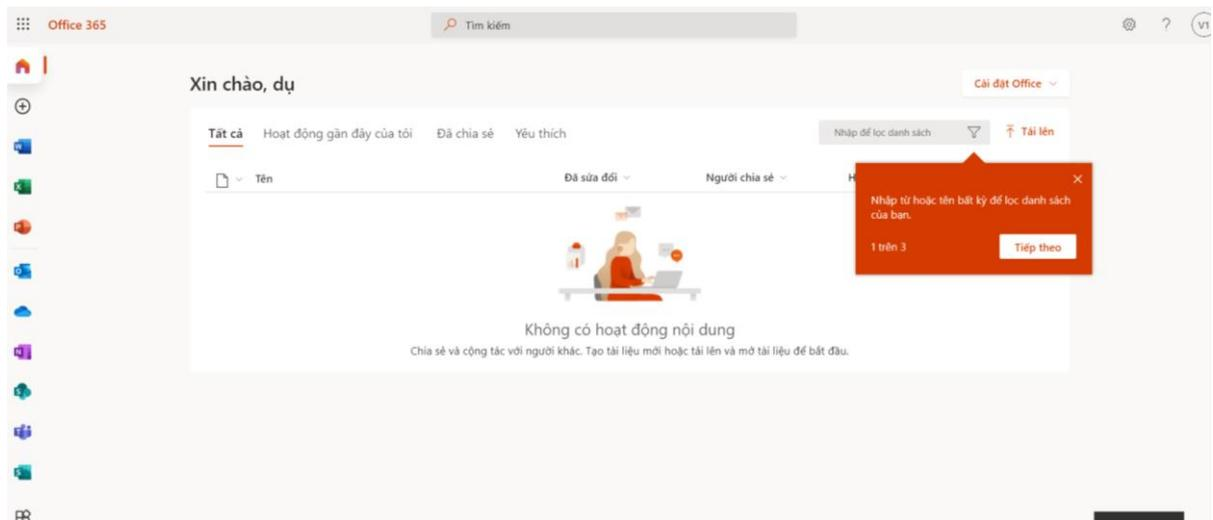 Office 365
Tìm kiếm
Xin chào, dụ
Cài đặt Office
Tất cả Hoạt động gần đây của tôi Đã chia sẻ Yêu thích
Nhập để lọc danh sách
Tải lên
Tên Đã sửa đổi Người chia sẻ H
Nhập từ hoặc tên bất kỳ để lọc danh sách
của bạn.
1 trên 3 Tiếp theo
Không có hoạt động nội dung
Chia sẻ và cộng tác với người khác. Tạo tài liệu mới hoặc tải lên và mở tài liệu để bắt đầu.